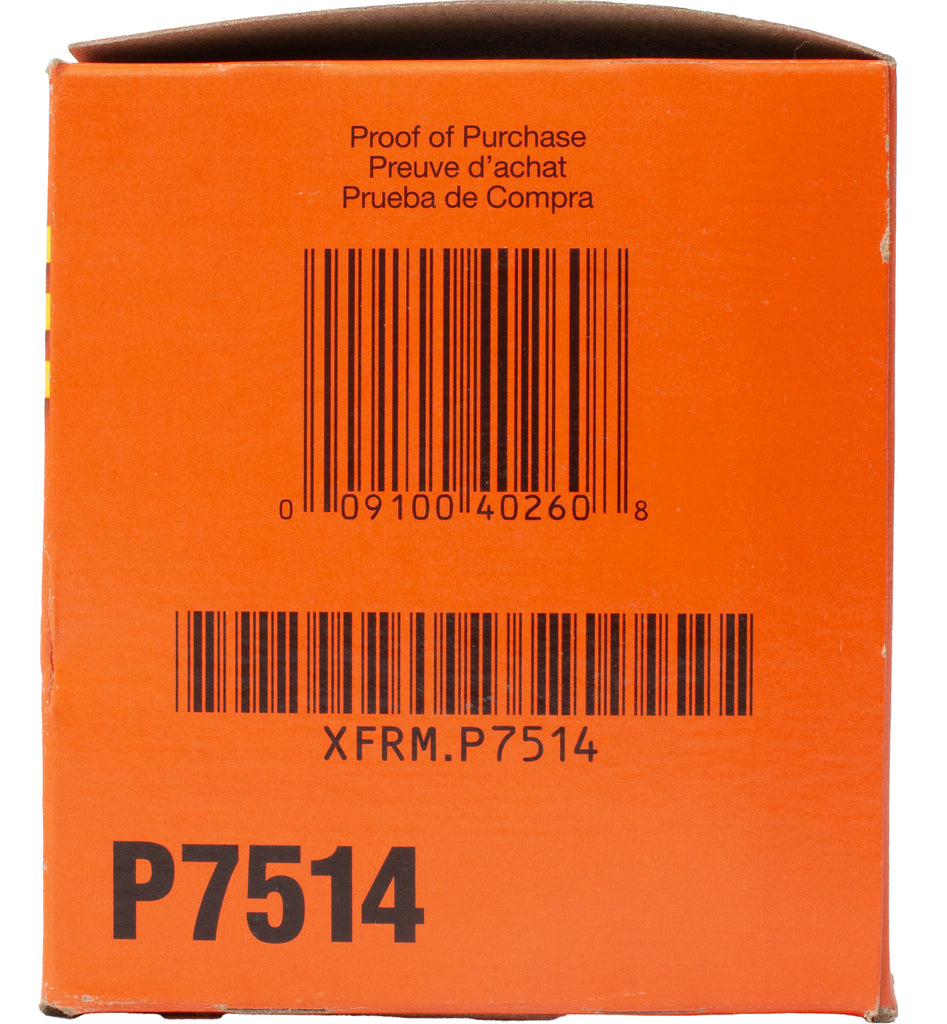 Proof of Purchase
Preuve d'achat
Prueba de Compra
0 09100 40260 8
XFRM.P7514
P7514